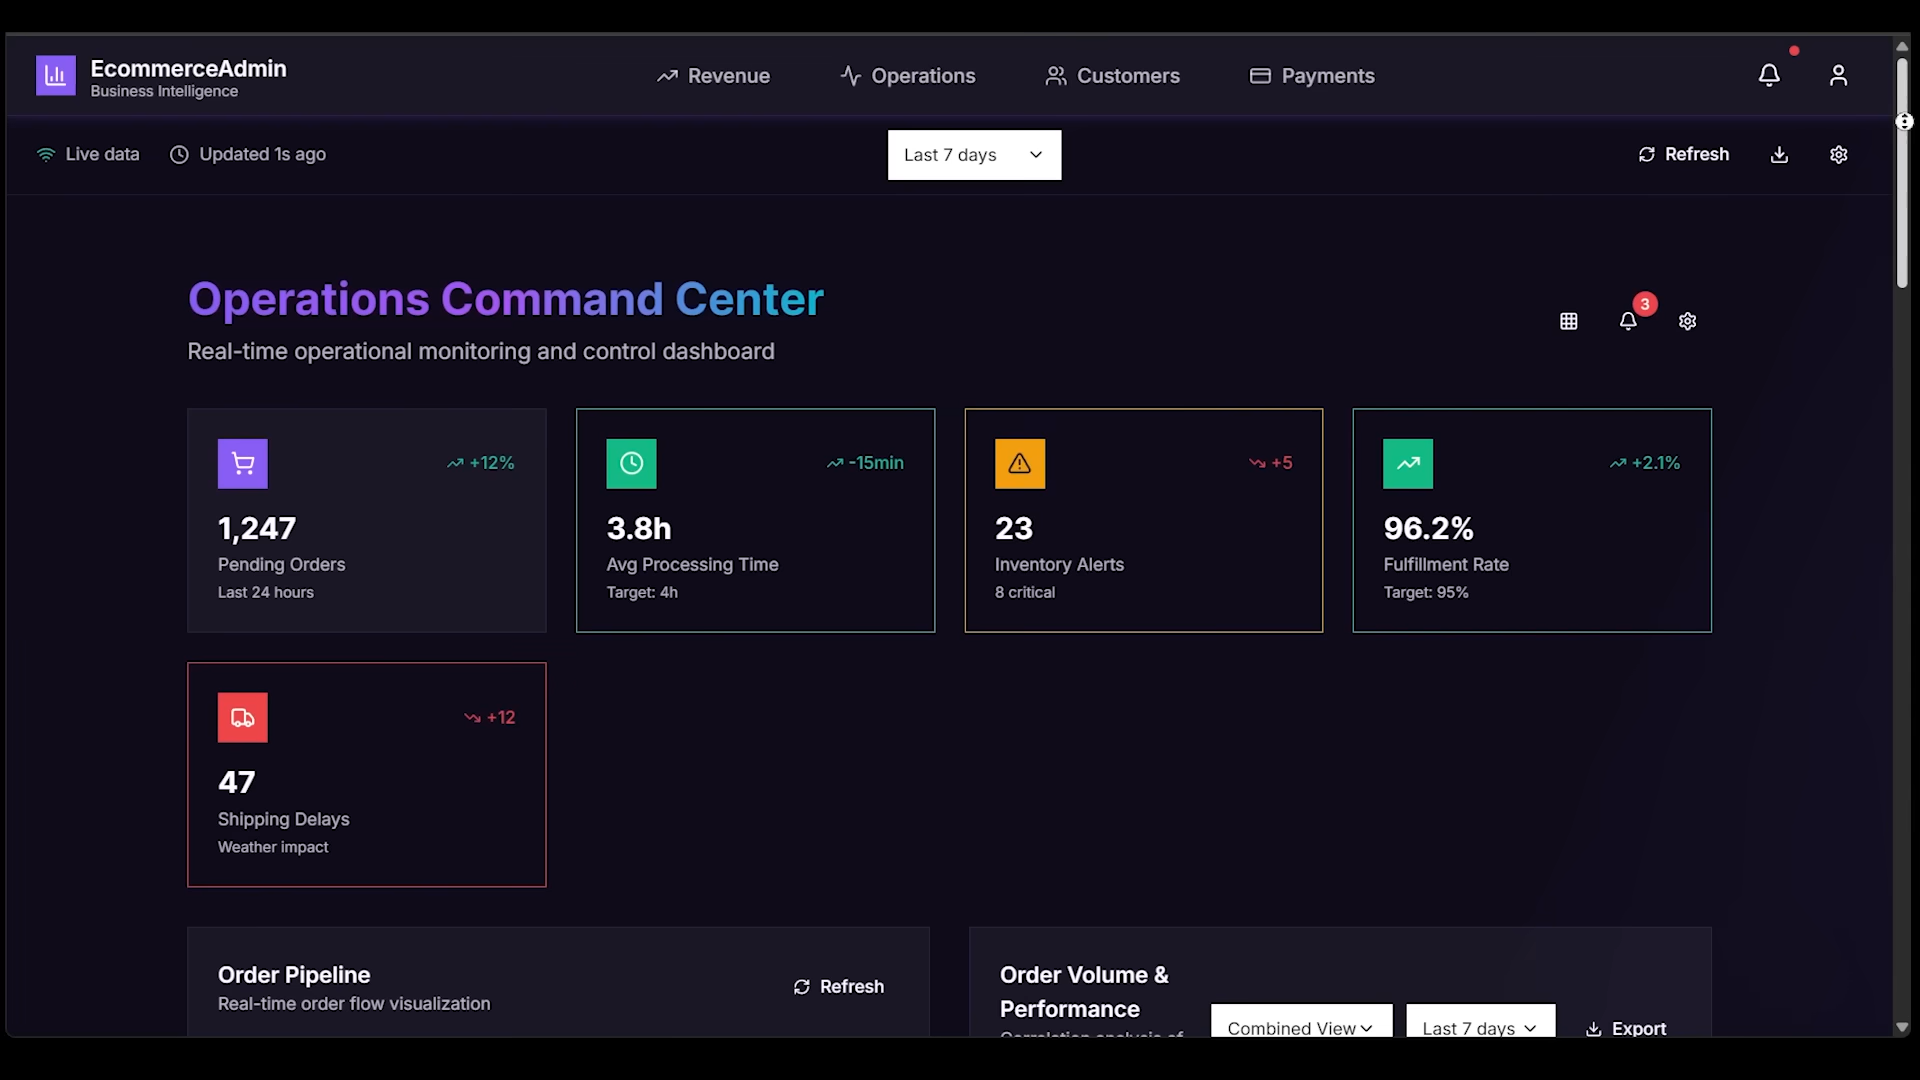 EcommerceAdmin
Business Intelligence
Revenue
Operations
Customers
Payments
Live data
Updated 1s ago
Last 7 days
Refresh
Operations Command Center
Real-time operational monitoring and control dashboard
3
+12%
1,247
Pending Orders
Last 24 hours
-15min
3.8h
Avg Processing Time
Target: 4h
+5
23
Inventory Alerts
8 critical
+2.1%
96.2%
Fulfillment Rate
Target: 95%
+12
47
Shipping Delays
Weather impact
Order Pipeline
Real-time order flow visualization
Refresh
Order Volume &
Performance
Correlation analysis of
Combined View
Last 7 days
Export